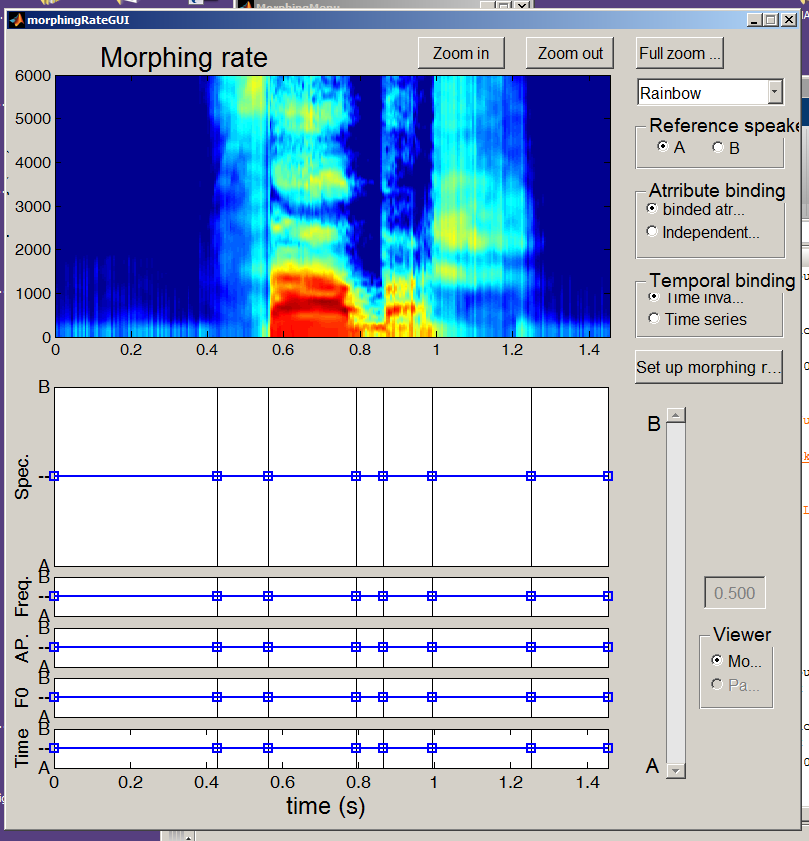 MorphingMenu
morphingRateGUI
Morphing rate
Zoom in
Zoom out
Full zoom ...
Rainbow
Reference speake
A
B
Atrribute binding
binded atr...
Independent...
Temporal binding
Time inva...
Time series
Set up morphing r...
6000
5000
4000
3000
2000
1000
0
0 0.2 0.4 0.6 0.8 1 1.2 1.4
B
--
A
Spec.
B
--
A
Freq.
B
--
A
AP.
B
--
A
F0
B
--
A
Time
0 0.2 0.4 0.6 0.8 1 1.2 1.4
time (s)
B
A
0.500
Viewer
Mo...
Pa...